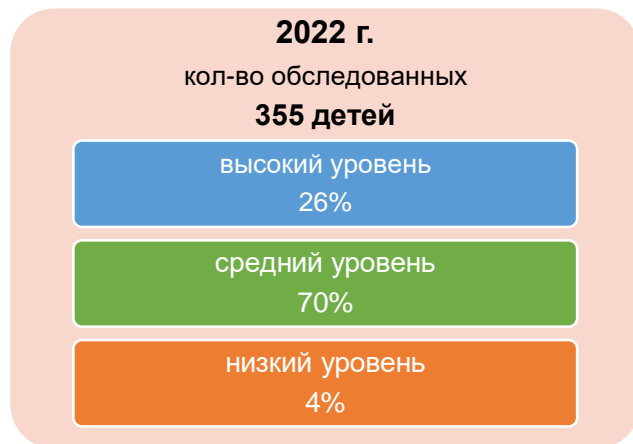 2022 г.
кол-во обследованных
355 детей
высокий уровень
26%
средний уровень
70%
низкий уровень
4%